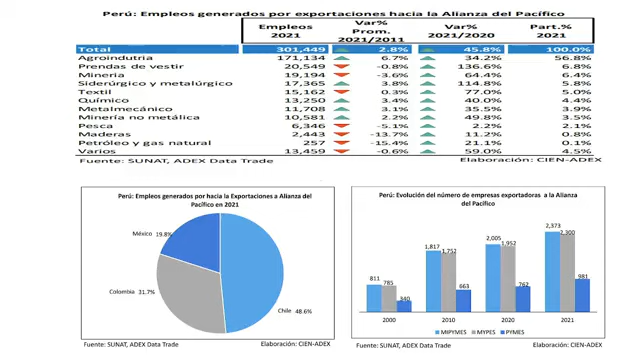 Perú: Empleos generados por exportaciones hacia la Alianza del Pacífico
Empleos 2021 Var% Prom. 2021/2011 Var% 2021/2020 Part.% 2021
Total 301,449 2.8% 45.8% 100.0%
Agroindutria 171,134 6.7% 34.2% 56.8%
Prendas de vestir 20,549 -0.8% 136.6% 6.8%
Minería 19,194 -3.6% 64.4% 6.4%
Siderúrgico y metalúrgico 17,365 3.8% 114.8% 5.8%
Textil 15,162 0.3% 77.0% 5.0%
Químico 13,250 3.4% 40.0% 4.4%
Metalmecánico 11,708 3.1% 35.5% 3.9%
Minería no metálica 10,581 2.2% 49.8% 3.5%
Pesca 6,346 -5.1% 2.2% 2.1%
Maderas 2,443 -13.7% 11.2% 0.8%
Petróleo y gas natural 257 -15.4% 21.1% 0.1%
Varios 13,459 -0.6% 59.0% 4.5%
Fuente: SUNAT, ADEX Data Trade Elaboración: CIEN-ADEX
Perú: Empleos generados por hacia la Exportaciones a Alianza del
Pacífico en 2021
México 19.8%
Colombia 31.7%
Chile 48.6%
Fuente: SUNAT, ADEX Data Trade Elaboración: CIEN-ADEX
Perú: Evolución del número de empresas exportadoras a la Alianza
del Pacífico
811 785 340
1,817 1,752 663
2,005 1,952 762
2,373 2,300 981
2000 2010 2020 2021
MIPYMES MYPES PYMES
Fuente: SUNAT, ADEX Data Trade Elaboración: CIEN-ADEX